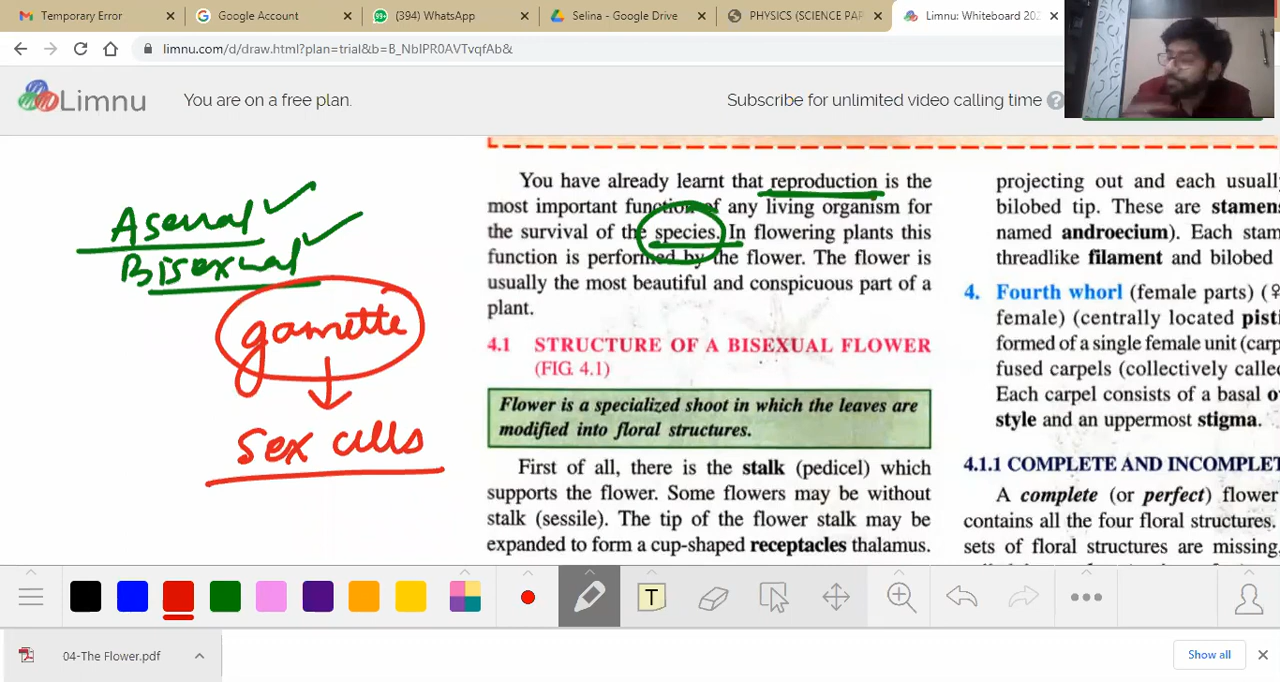 Temporary Error
Google Account
(394) WhatsApp
Selina - Google Drive
PHYSICS (SCIENCE PAP
Limnu: Whiteboard 202
limnu.com/d/draw.html?plan=trial&b=B_NblPR0AVTvqfAb&
Limnu
You are on a free plan.
Subscribe for unlimited video calling time ?
Asexual
Bisexual
gamette
sex cells
You have already learnt that reproduction is the
most important function of any living organism for
the survival of the species. In flowering plants this
function is performed by the flower. The flower is
usually the most beautiful and conspicuous part of a
plant.
4.1 STRUCTURE OF A BISEXUAL FLOWER
(FIG. 4.1)
Flower is a specialized shoot in which the leaves are
modified into floral structures.
First of all, there is the stalk (pedicel) which
supports the flower. Some flowers may be without
stalk (sessile). The tip of the flower stalk may be
expanded to form a cup-shaped receptacles thalamus.
projecting out and each usually
bilobed tip. These are stamens
named androecium). Each stam
threadlike filament and bilobed
4. Fourth whorl (female parts) (♀
female) (centrally located pisti
formed of a single female unit (carp
fused carpels (collectively called
Each carpel consists of a basal o
style and an uppermost stigma.
4.1.1 COMPLETE AND INCOMPLET
A complete (or perfect) flower
contains all the four floral structures.
sets of floral structures are missing,
T
04-The Flower.pdf
Show all